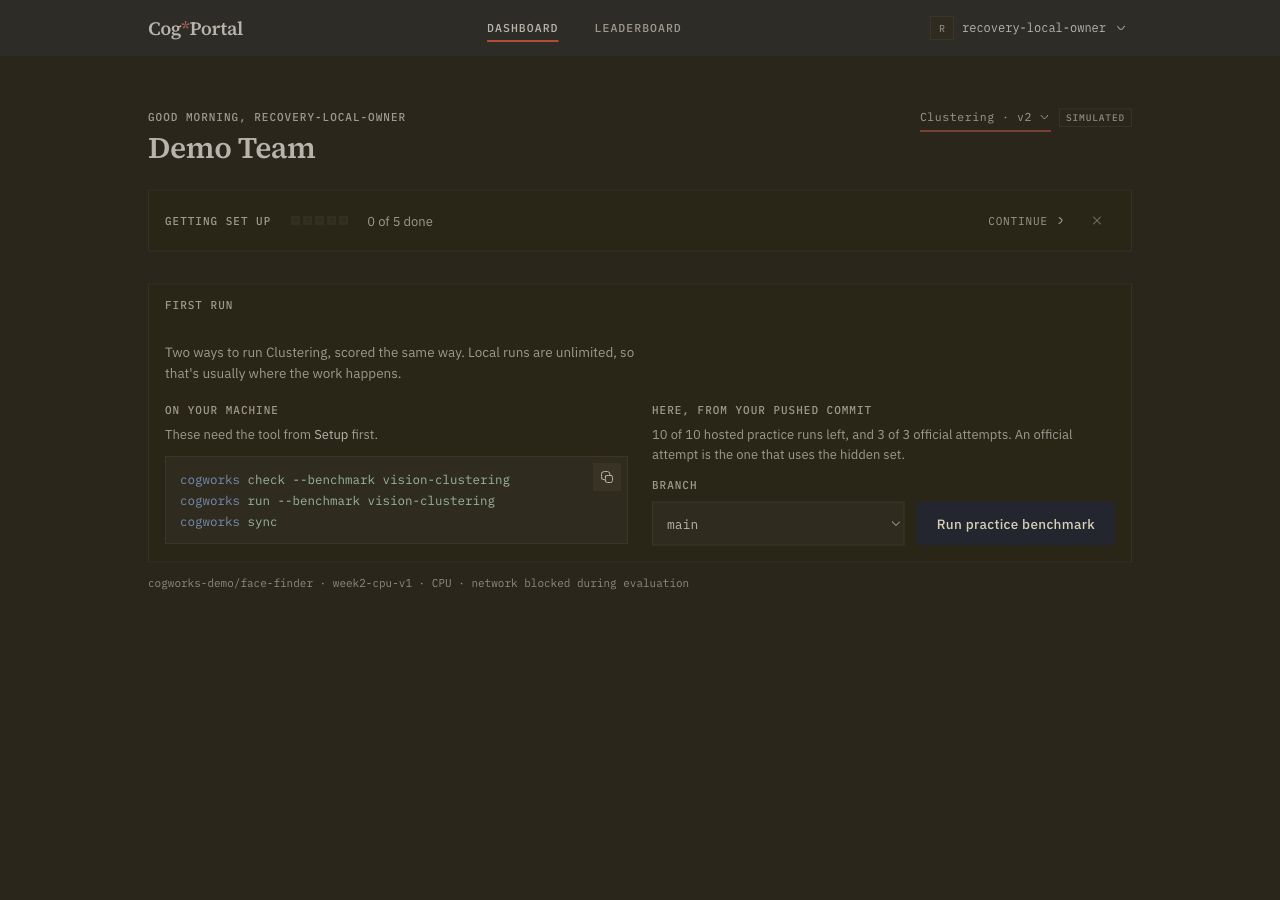 Cog*Portal
DASHBOARD
LEADERBOARD
R
recovery-local-owner
GOOD MORNING, RECOVERY-LOCAL-OWNER
Demo Team
Clustering · v2
SIMULATED
GETTING SET UP
0 of 5 done
CONTINUE
FIRST RUN
Two ways to run Clustering, scored the same way. Local runs are unlimited, so
that's usually where the work happens.
ON YOUR MACHINE
These need the tool from Setup first.
cogworks check --benchmark vision-clustering
cogworks run --benchmark vision-clustering
cogworks sync
HERE, FROM YOUR PUSHED COMMIT
10 of 10 hosted practice runs left, and 3 of 3 official attempts. An official
attempt is the one that uses the hidden set.
BRANCH
main
Run practice benchmark
cogworks-demo/face-finder · week2-cpu-v1 · CPU · network blocked during evaluation